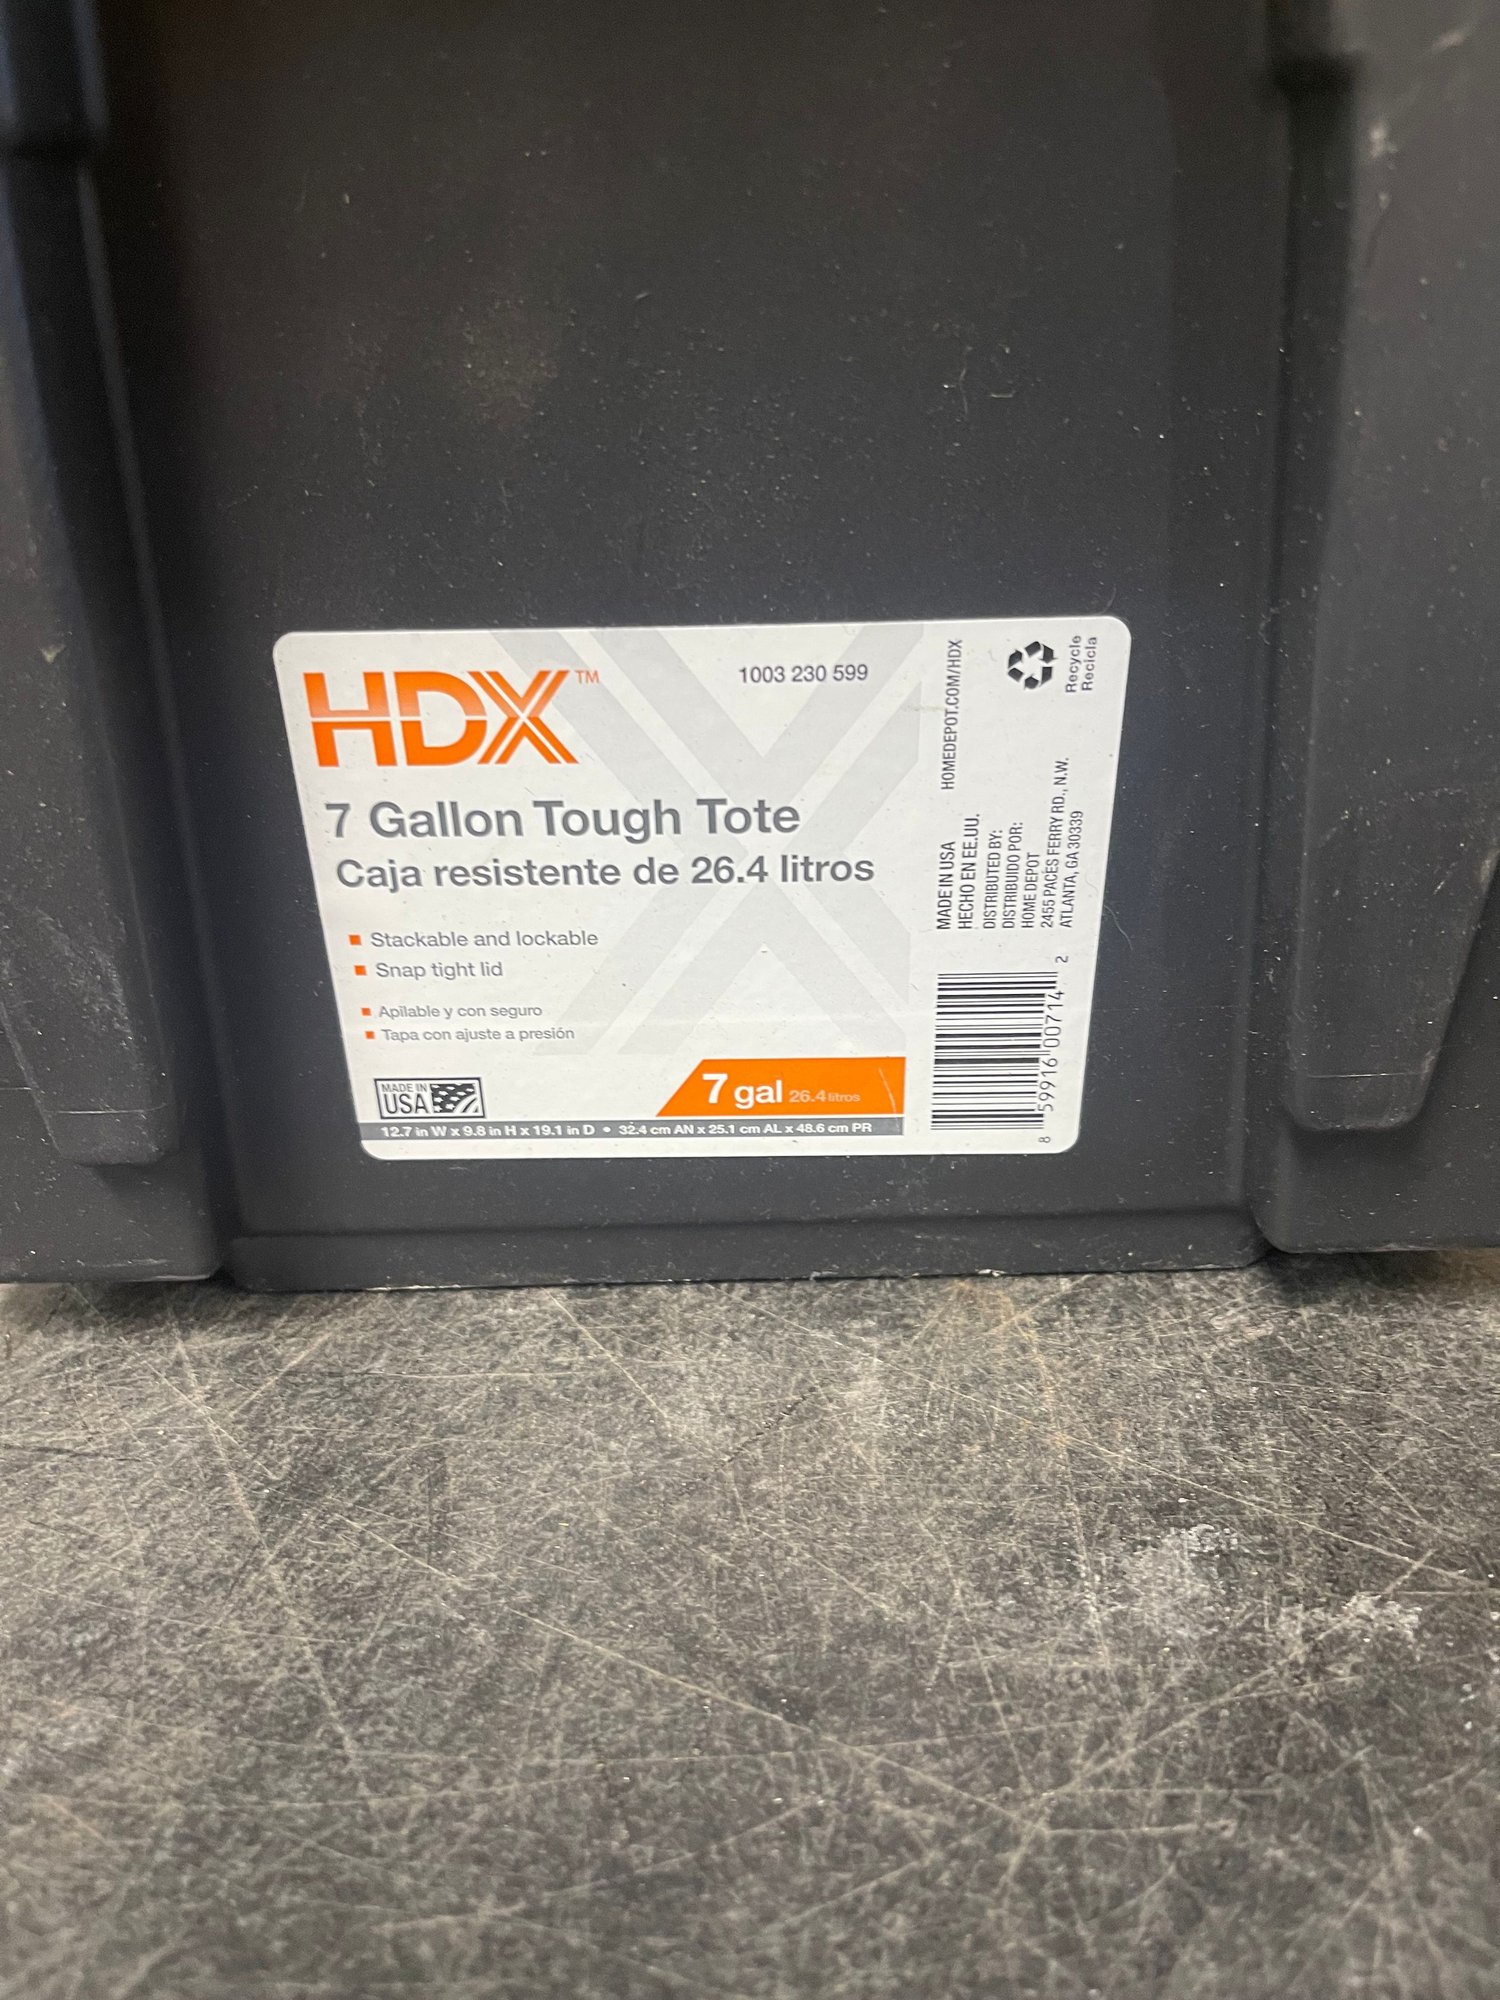 HDX™
1003 230 599
7 Gallon Tough Tote
Caja resistente de 26.4 litros
Stackable and lockable
Snap tight lid
Apilable y con seguro
Tapa con ajuste a presión
MADE IN
USA
7 gal 26.4 litros
12.7 in W x 9.8 in H x 19.1 in D • 32.4 cm AN x 25.1 cm AL x 48.6 cm PR
MADE IN USA
HECHO EN EE.UU.
HOMEDEPOT.COM/HDX
DISTRIBUTED BY:
DISTRIBUIDO POR:
HOME DEPOT
2455 PACES FERRY RD., N.W.
ATLANTA, GA 30339
Recycle
Recicla
8 59916 00714 2